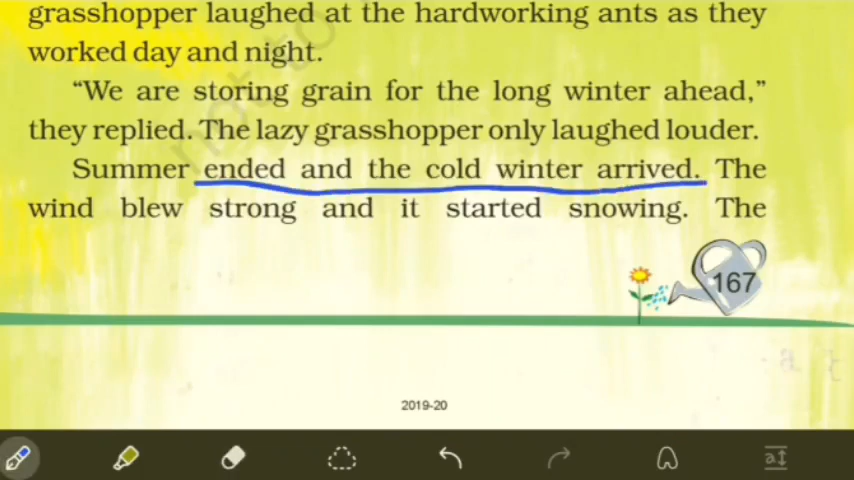 grasshopper laughed at the hardworking ants as they
worked day and night.
"We are storing grain for the long winter ahead,"
they replied. The lazy grasshopper only laughed louder.
Summer ended and the cold winter arrived. The
wind blew strong and it started snowing. The
167
2019-20